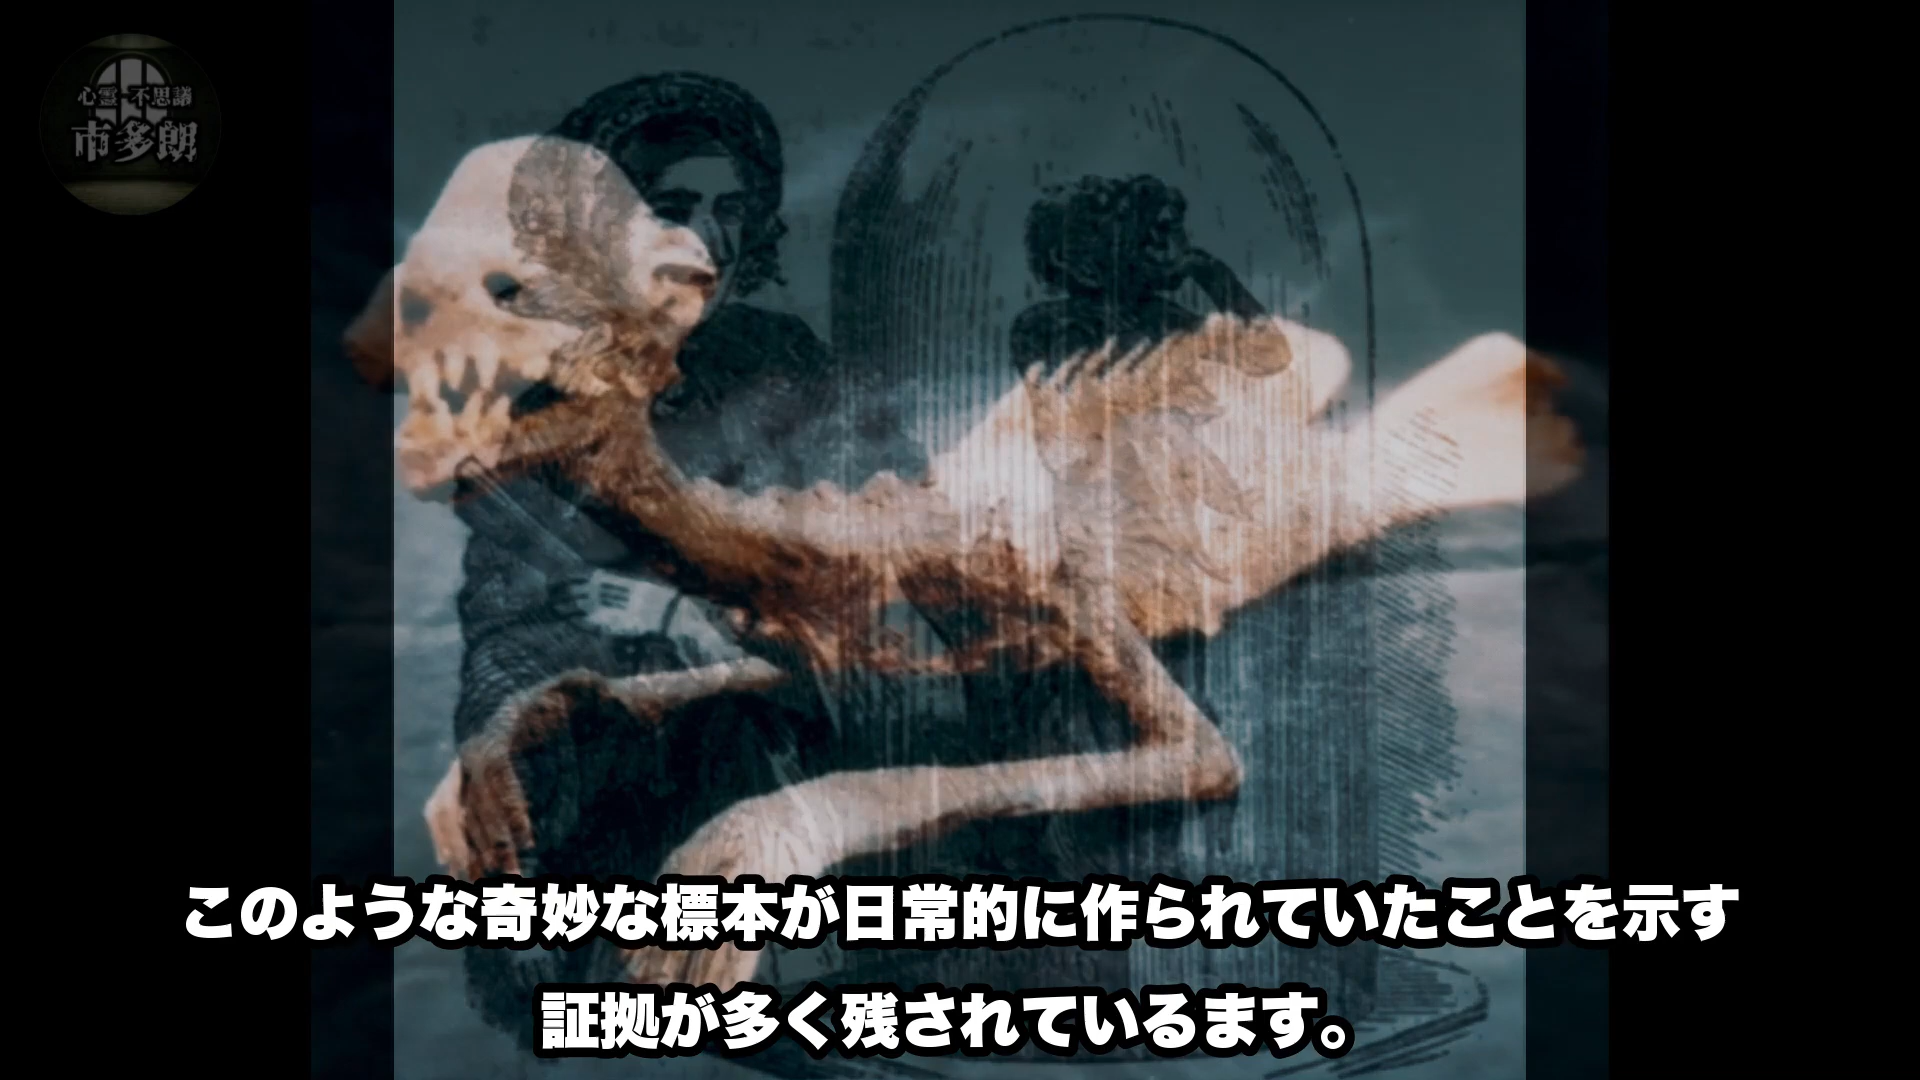 心霊 不思議
市多朗
このような奇妙な標本が日常的に作られていたことを示す
証拠が多く残されているます。